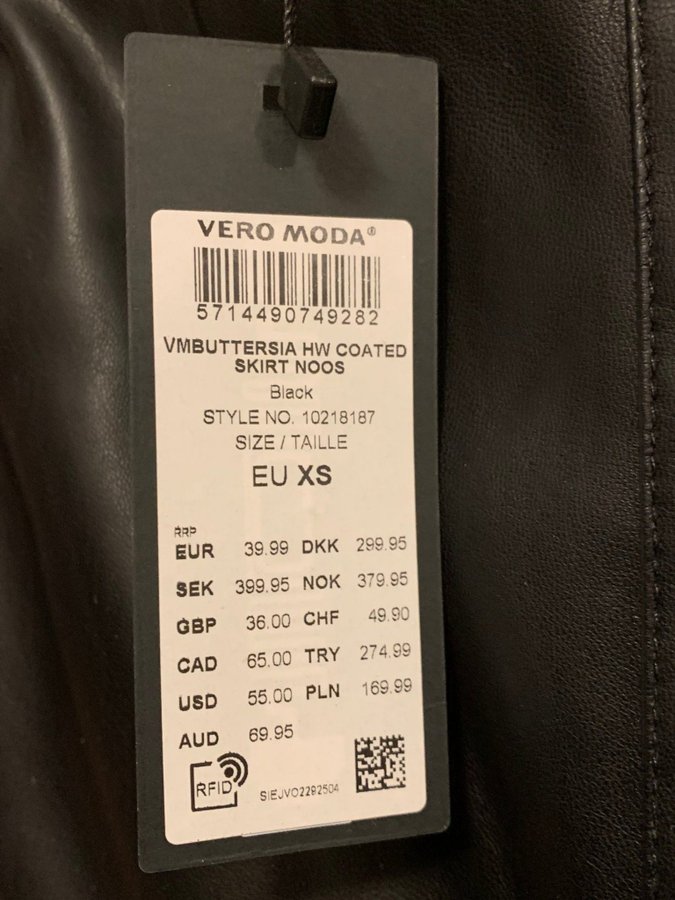 VERO MODA®
5714490749282
VMBUTTERSIA HW COATED
SKIRT NOOS
Black
STYLE NO. 10218187
SIZE / TAILLE
EU XS
RRP
EUR 39.99 DKK 299.95
SEK 399.95 NOK 379.95
GBP 36.00 CHF 49.90
CAD 65.00 TRY 274.99
USD 55.00 PLN 169.99
AUD 69.95
RFID
SIEJVO2292504